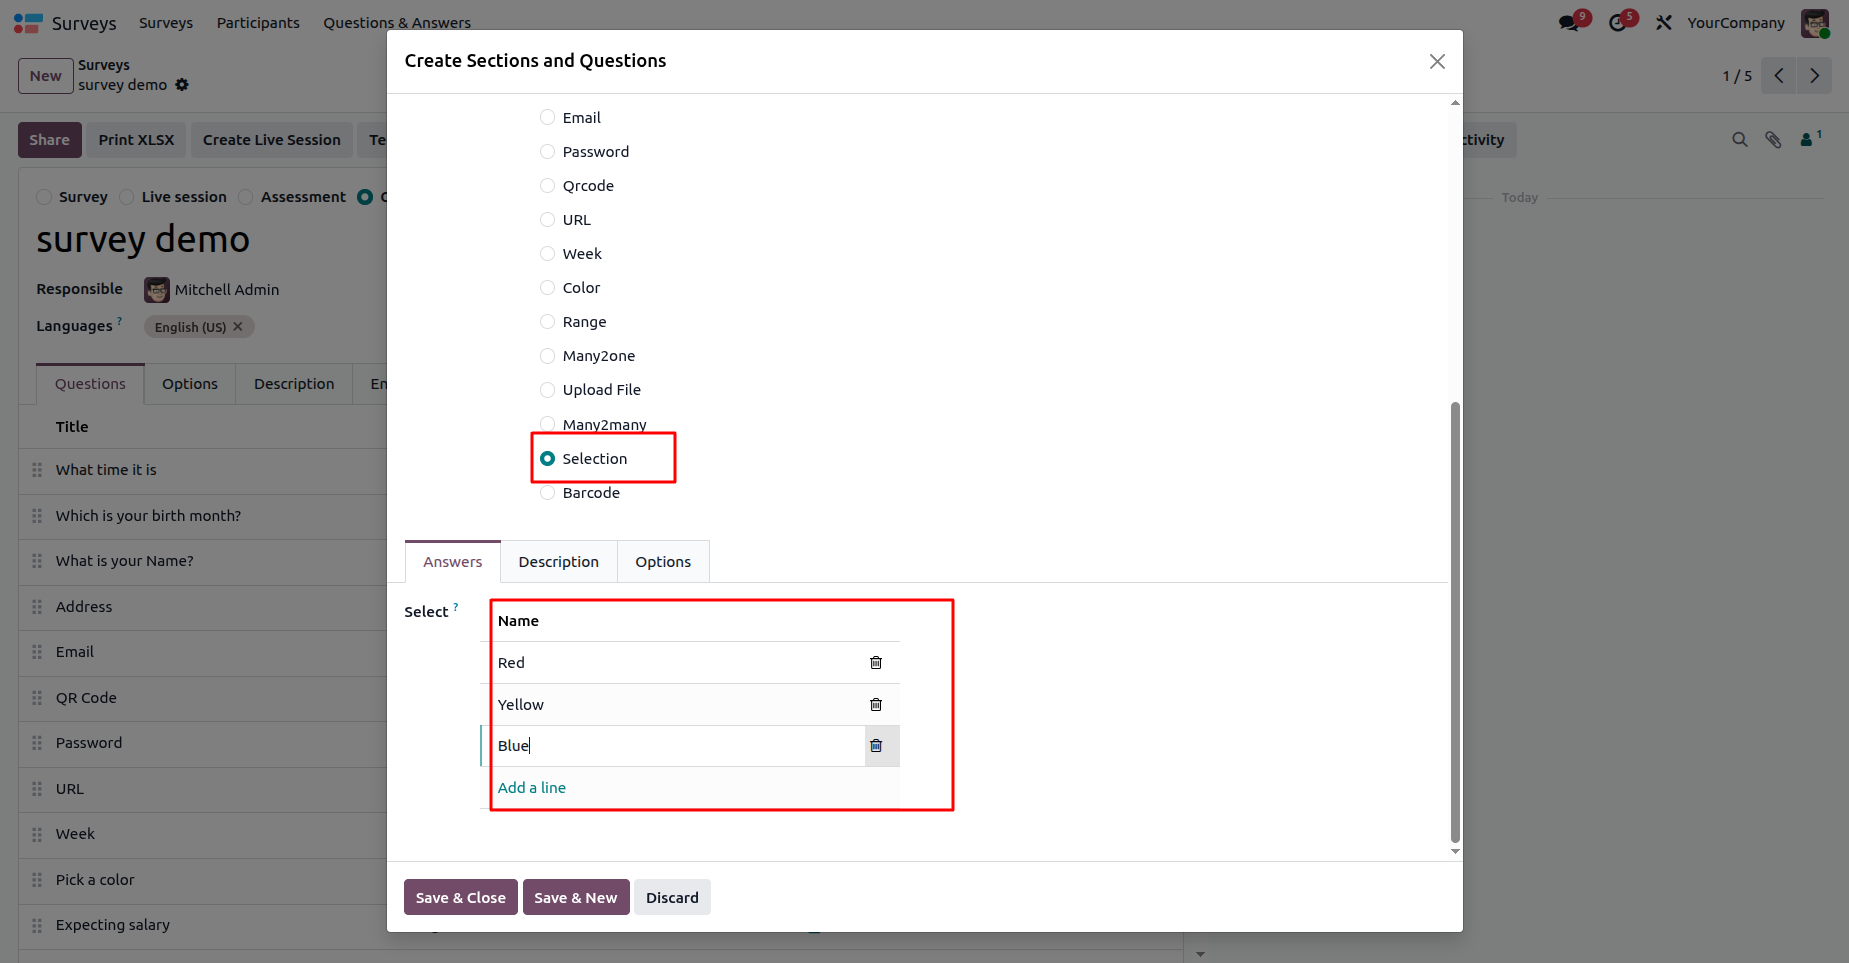 Surveys Surveys Participants Questions & Answers 9 5 YourCompany
New Surveys
survey demo 1 / 5
Share Print XLSX Create Live Session Te ctivity 1
Survey Live session Assessment C
Today
survey demo
Responsible Mitchell Admin
Languages ? English (US)
Questions Options Description En
Title
What time it is
Which is your birth month?
What is your Name?
Address
Email
QR Code
Password
URL
Week
Pick a color
Expecting salary
Create Sections and Questions
Email
Password
Qrcode
URL
Week
Color
Range
Many2one
Upload File
Many2many
Selection
Barcode
Answers Description Options
Select ?
Name
Red
Yellow
Blue
Add a line
Save & Close Save & New Discard